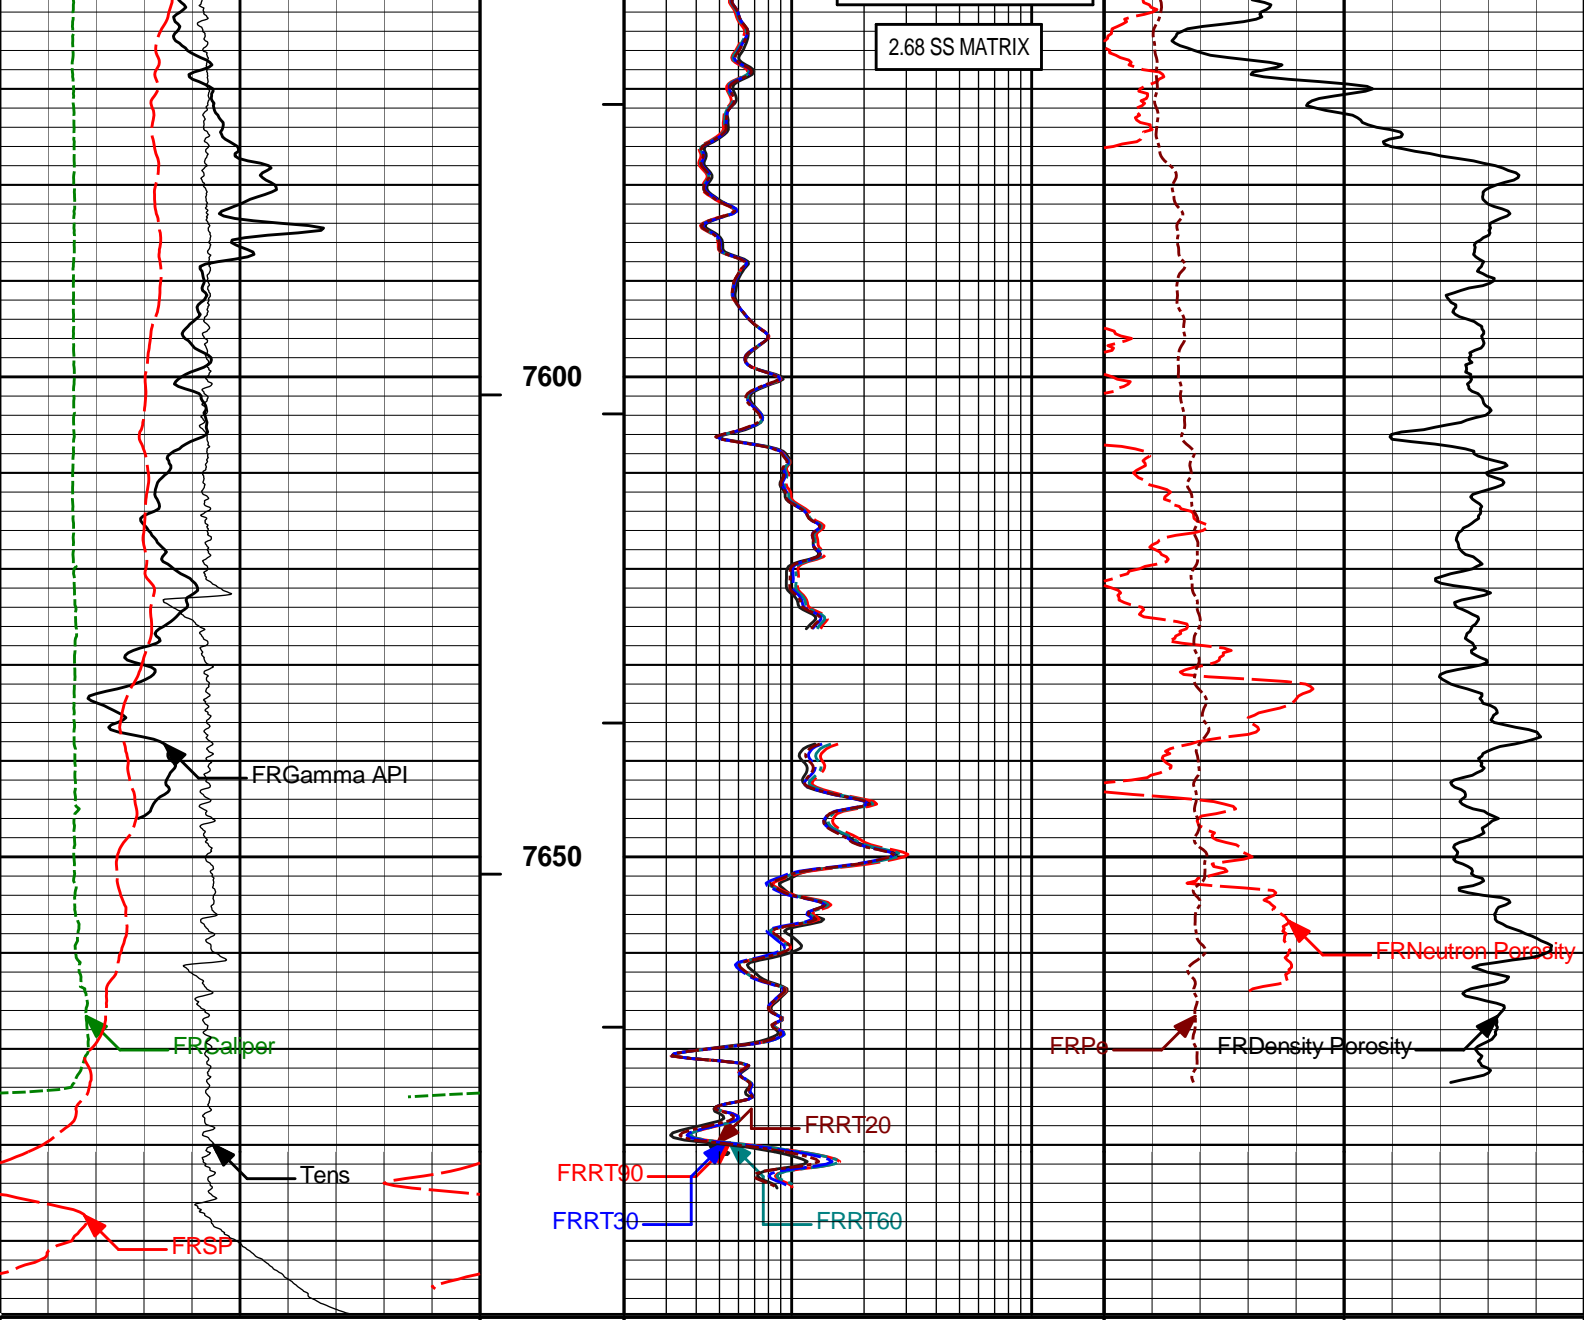 2.68 SS MATRIX
7600
FRGamma API
7650
FRNeutron Porosity
FRCaliper
FRPe
FRDensity Porosity
FRRT20
Tens
FRRT90
FRRT30
FRRT60
FRSP